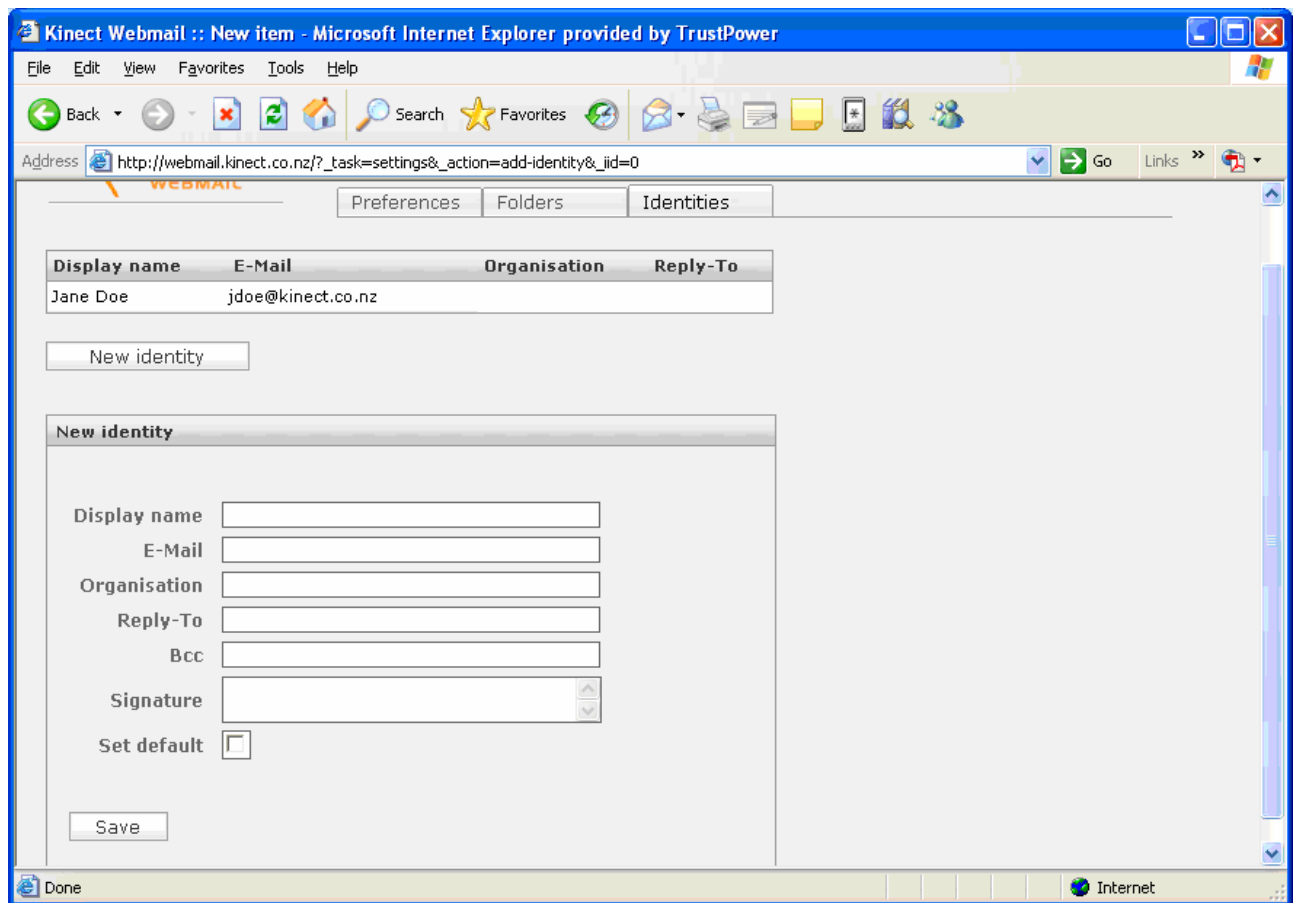 Kinect Webmail :: New item - Microsoft Internet Explorer provided by TrustPower
File Edit View Favorites Tools Help
Back Search Favorites
Address http://webmail.kinect.co.nz/?_task=settings&_action=add-identity&_iid=0 Go Links »
WEBMAIL
Preferences Folders Identities
Display name E-Mail Organisation Reply-To
Jane Doe jdoe@kinect.co.nz
New identity
New identity
Display name
E-Mail
Organisation
Reply-To
Bcc
Signature
Set default
Save
Done Internet